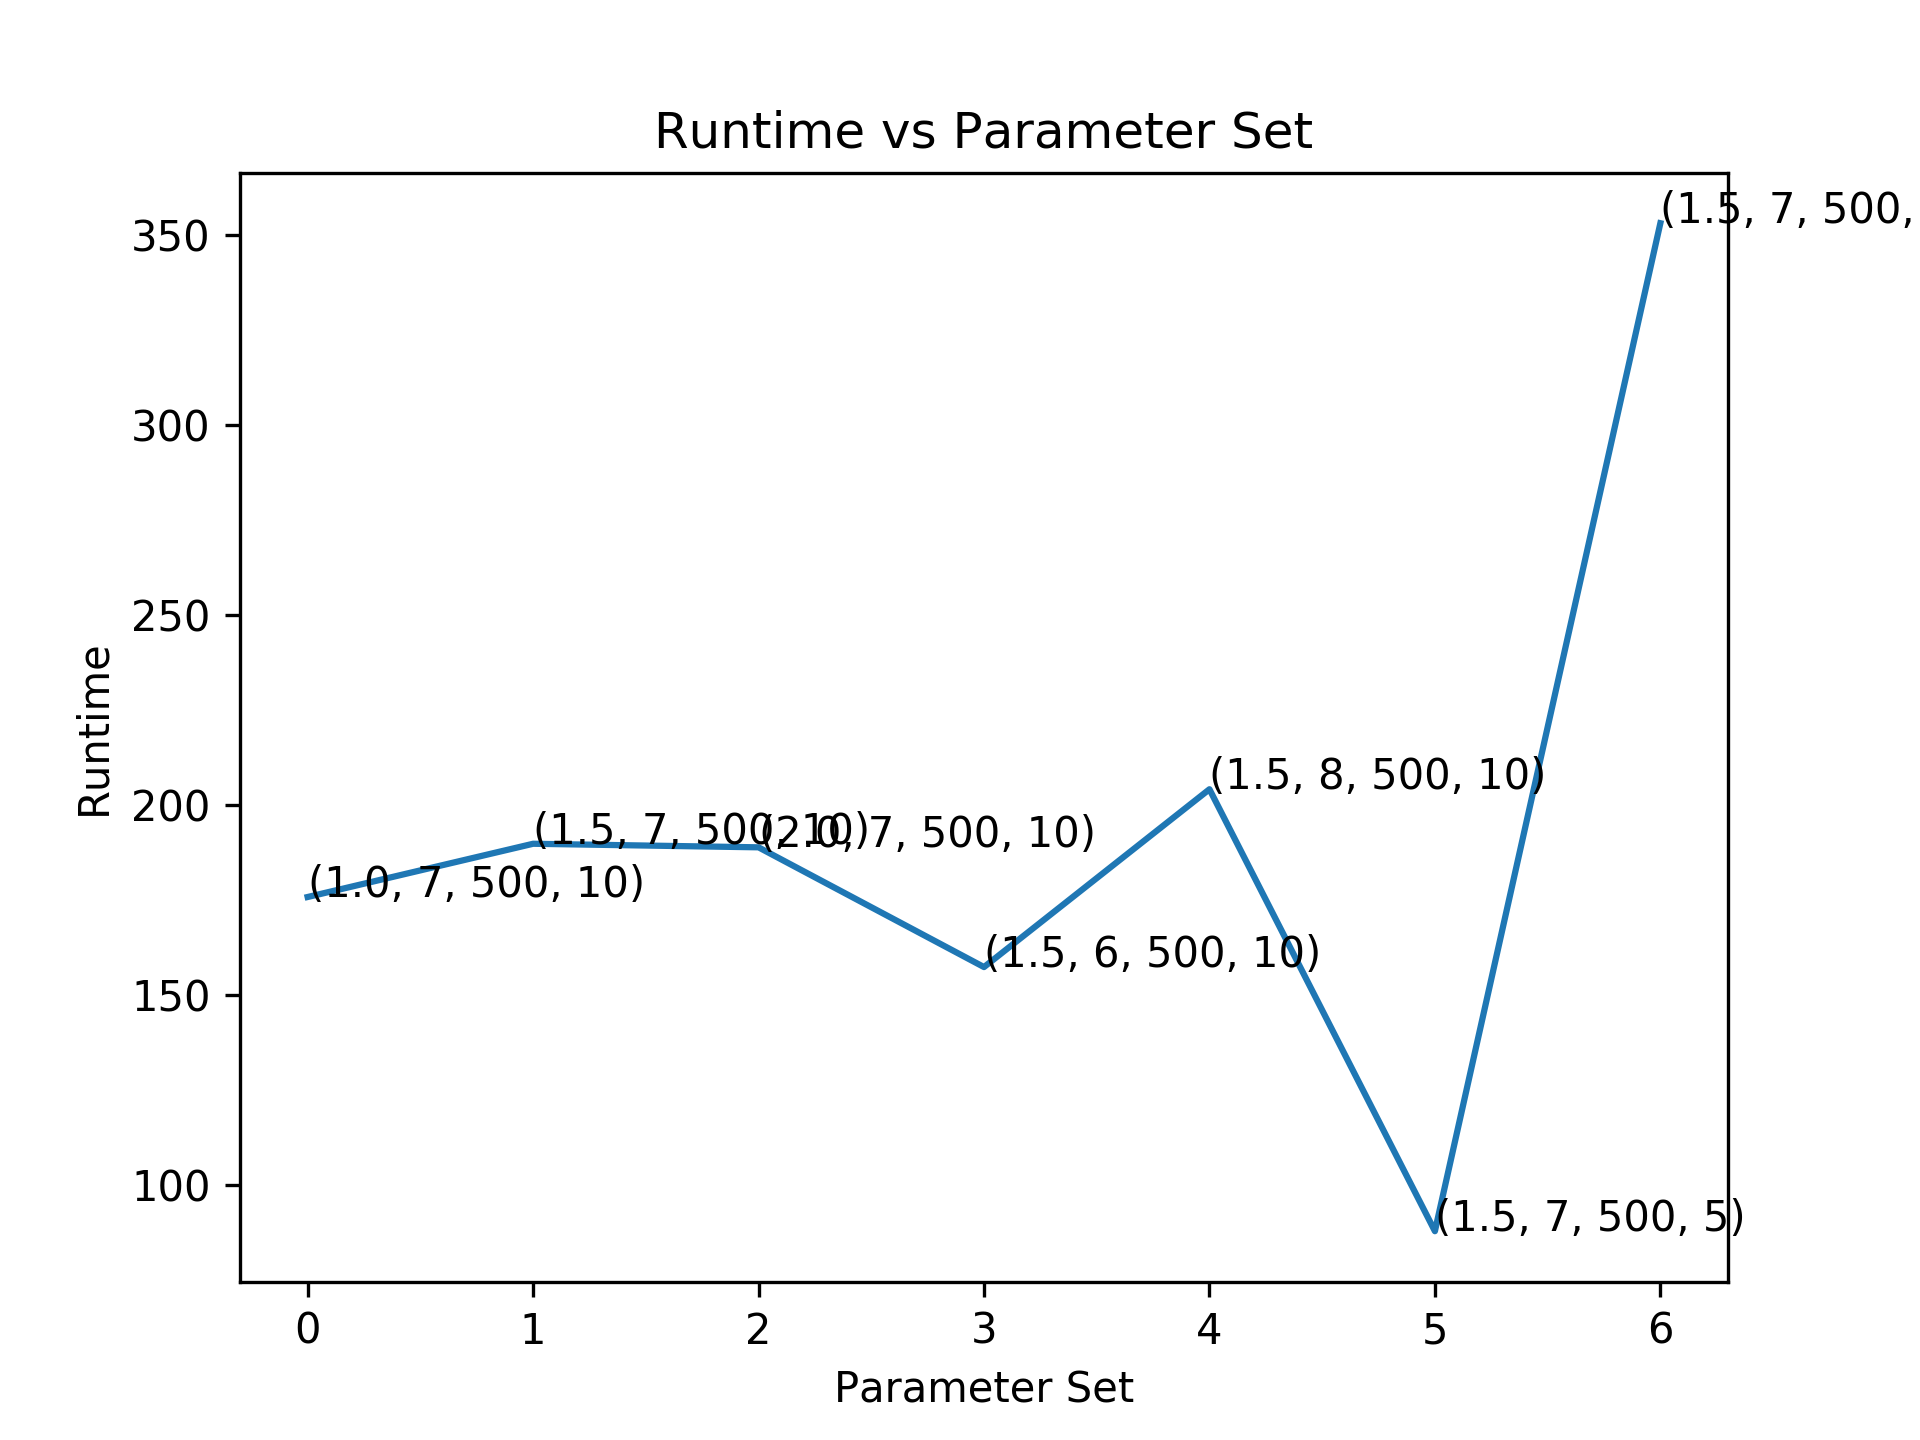 Runtime vs Parameter Set
Runtime
350
300
250
200
150
100
(1.5, 7, 500,
(1.5, 8, 500, 10)
(1.5, 7, 500, 10)
(2.0, 7, 500, 10)
(1.0, 7, 500, 10)
(1.5, 6, 500, 10)
(1.5, 7, 500, 5)
0 1 2 3 4 5 6
Parameter Set